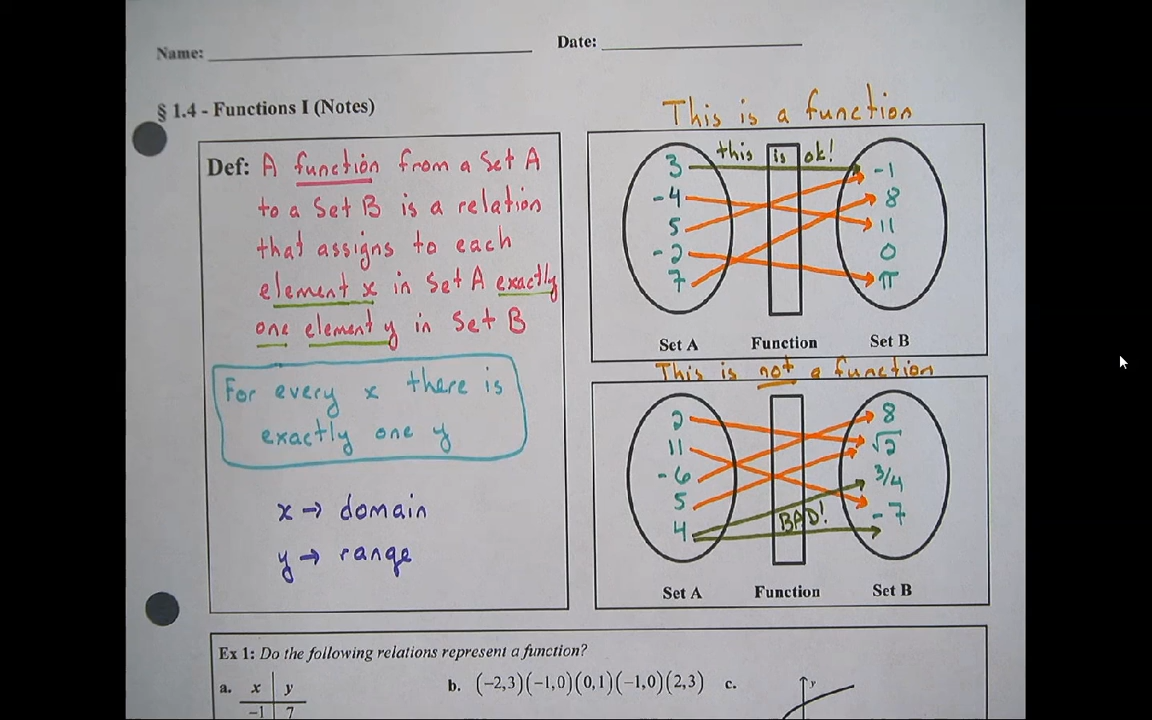 Name: Date:
§ 1.4 - Functions I (Notes)
Def: A function from a Set A
to a Set B is a relation
that assigns to each
element x in Set A exactly
one element y in Set B
For every x there is
exactly one y
x → domain
y → range
This is a function
this is ok!
3 -1
-4 8
5 11
-2 0
7 π
Set A Function Set B
This is not a function
2 8
11 √2
-6 3/4
5 -7
4
BAD!
Set A Function Set B
Ex 1: Do the following relations represent a function?
a. x y b. (-2,3)(-1,0)(0,1)(-1,0)(2,3) c. y
-1 7